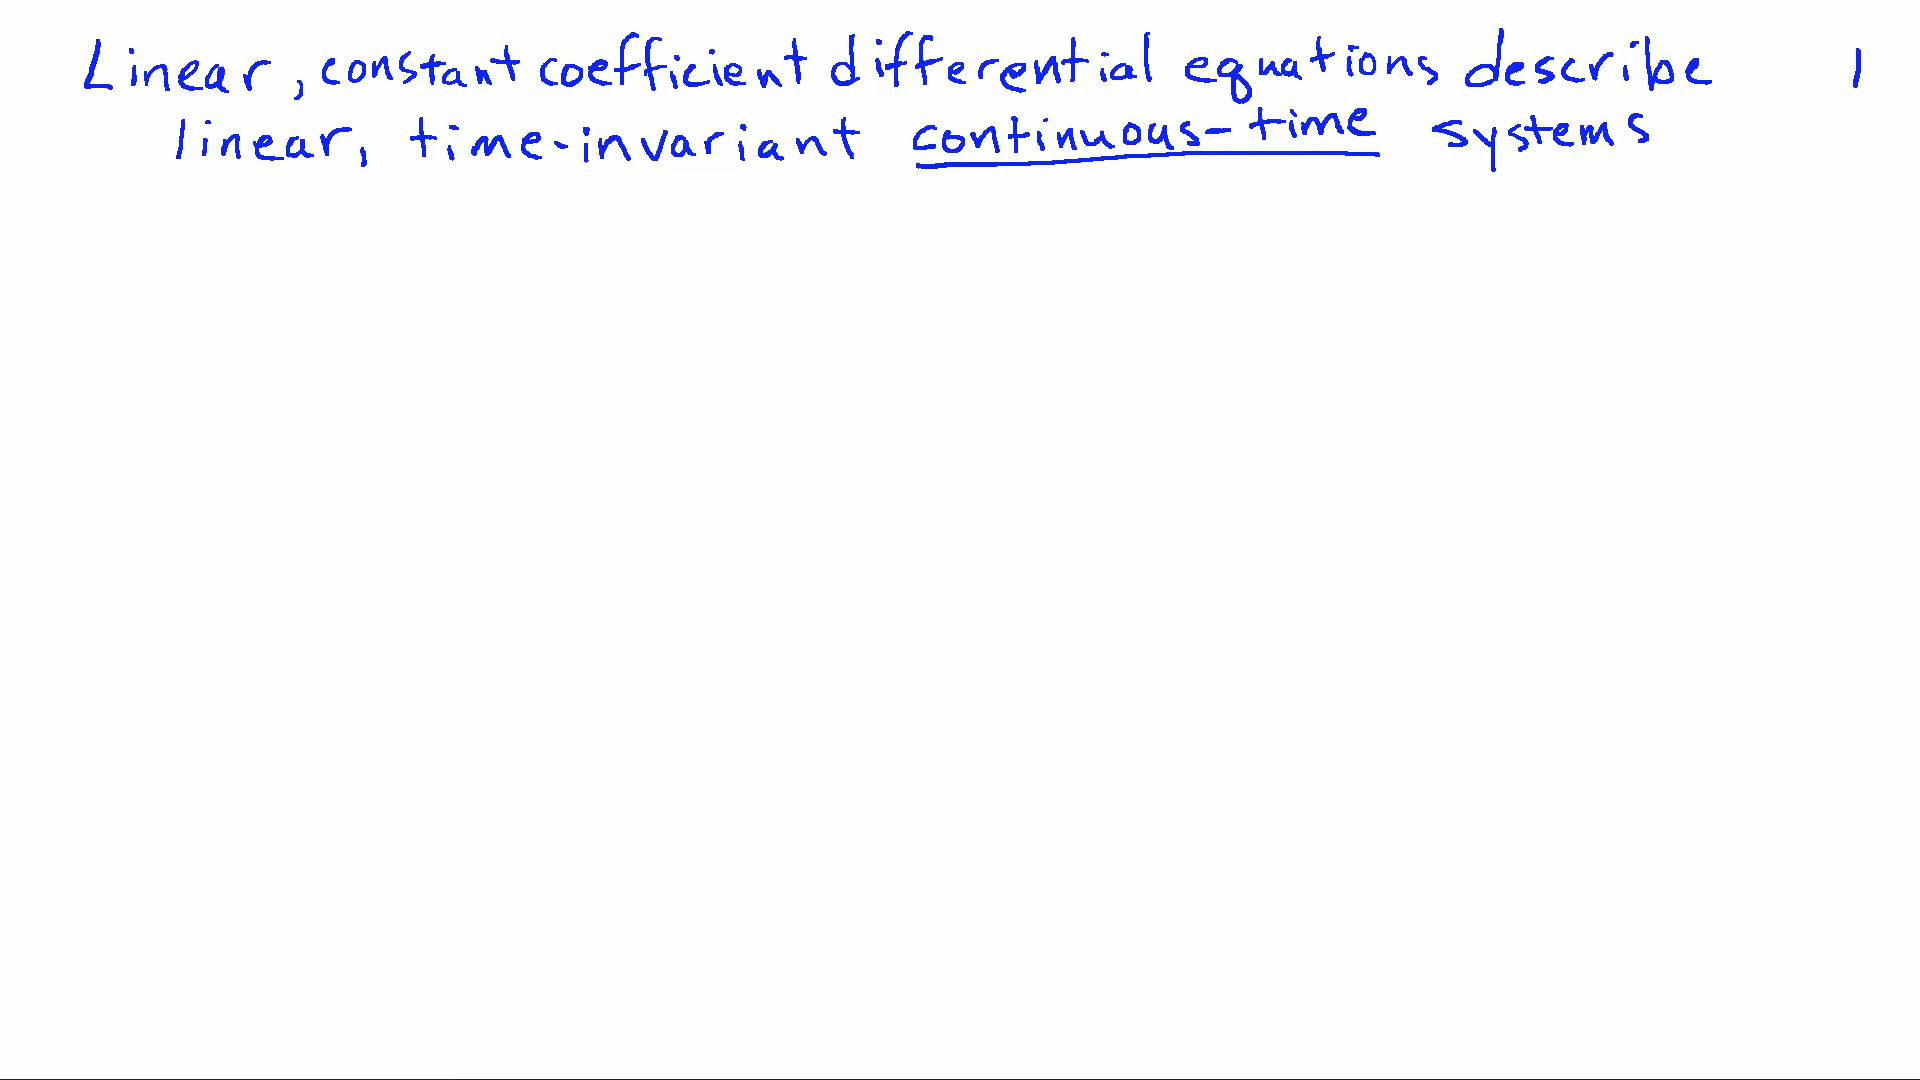 Linear, constant coefficient differential equations describe 1
linear, time-invariant continuous-time systems